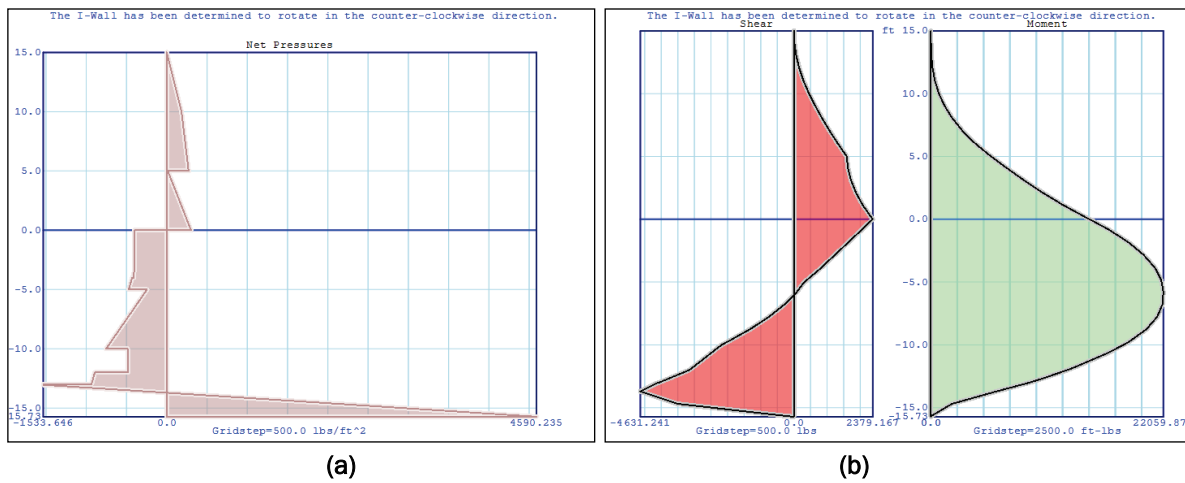 The I-Wall has been determined to rotate in the counter-clockwise direction.
Net Pressures
15.0
10.0
5.0
0.0
-5.0
-10.0
-15.0
15.73
-1533.646
0.0
4590.235
Gridstep=500.0 lbs/ft^2
(a)
The I-Wall has been determined to rotate in the counter-clockwise direction.
Shear
ft
Moment
15.0
10.0
5.0
0.0
-5.0
-10.0
-15.0
-15.73
-4631.241
0.0
2379.167
Gridstep=500.0 lbs
0.0
22059.87
Gridstep=2500.0 ft-lbs
(b)